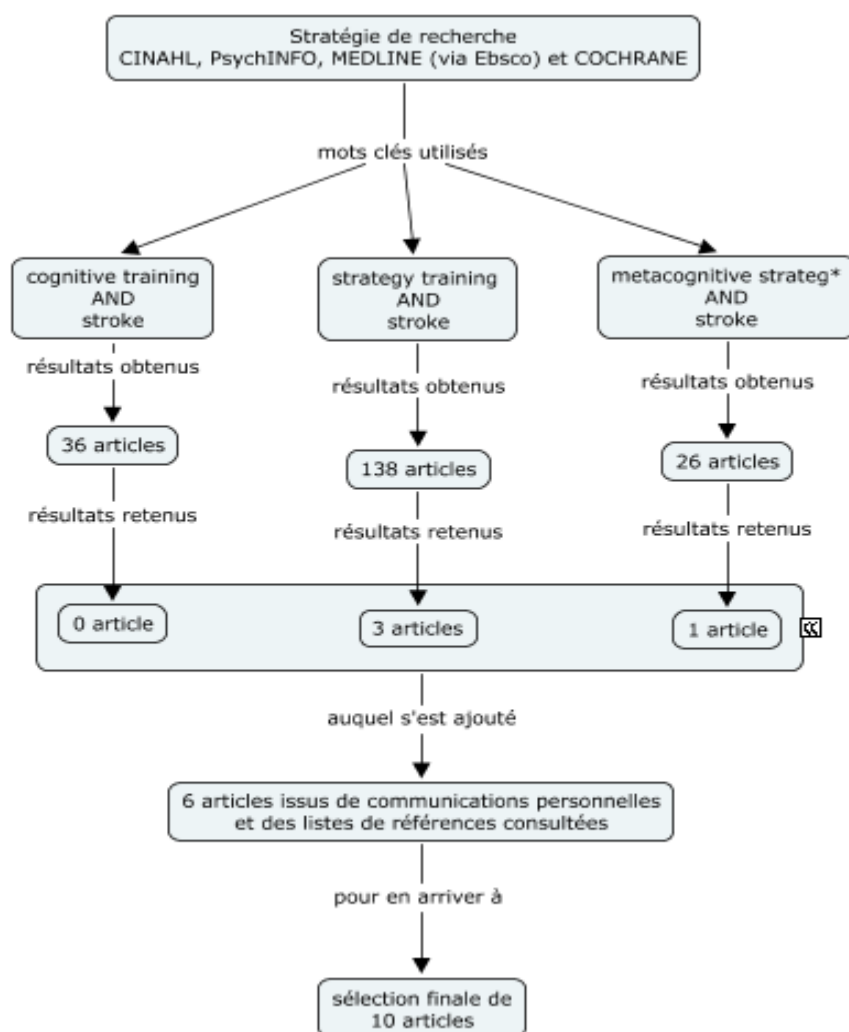 Stratégie de recherche
CINAHL, PsychINFO, MEDLINE (via Ebsco) et COCHRANE
mots clés utilisés
cognitive training
AND
stroke
strategy training
AND
stroke
metacognitive strateg*
AND
stroke
résultats obtenus
résultats obtenus
résultats obtenus
36 articles
138 articles
26 articles
résultats retenus
résultats retenus
résultats retenus
0 article
3 articles
1 article
auquel s'est ajouté
6 articles issus de communications personnelles
et des listes de références consultées
pour en arriver à
sélection finale de
10 articles